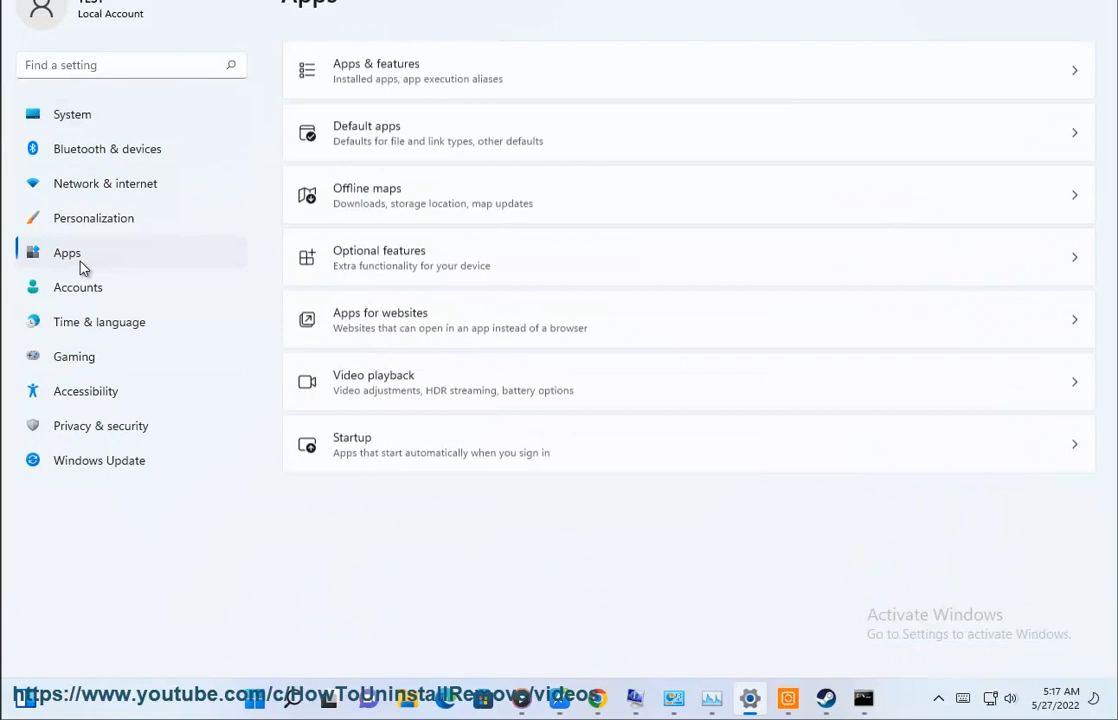 Local Account
Apps
Find a setting
System
Bluetooth & devices
Network & internet
Personalization
Apps
Accounts
Time & language
Gaming
Accessibility
Privacy & security
Windows Update
Apps & features
Installed apps, app execution aliases
Default apps
Defaults for file and link types, other defaults
Offline maps
Downloads, storage location, map updates
Optional features
Extra functionality for your device
Apps for websites
Websites that can open in an app instead of a browser
Video playback
Video adjustments, HDR streaming, battery options
Startup
Apps that start automatically when you sign in
Activate Windows
Go to Settings to activate Windows.
https://www.youtube.com/c/HowToUninstallRemove/videos
5:17 AM
5/27/2022